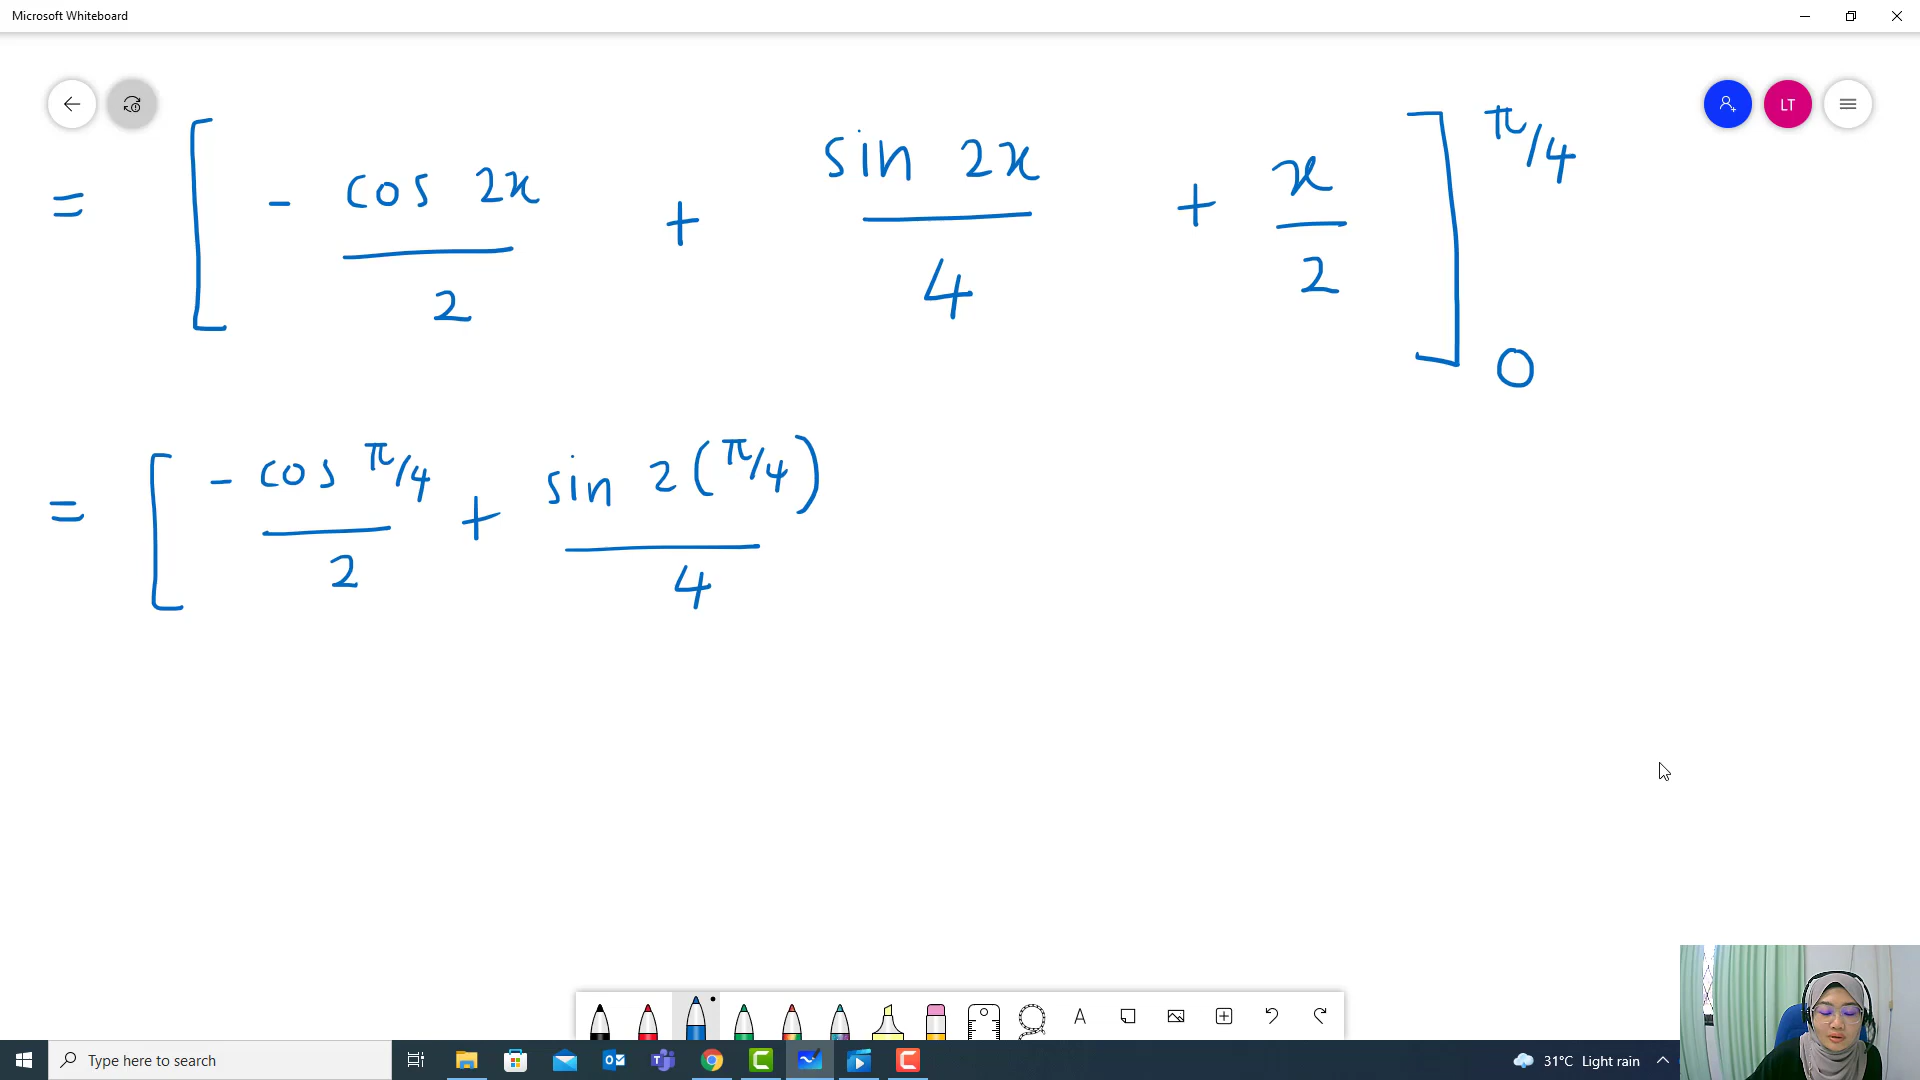 Microsoft Whiteboard
LT
= [ - cos 2x / 2 + sin 2x / 4 + x / 2 ] π/4 0
= [ - cos π/4 / 2 + sin 2(π/4) / 4
A
Type here to search
31°C Light rain